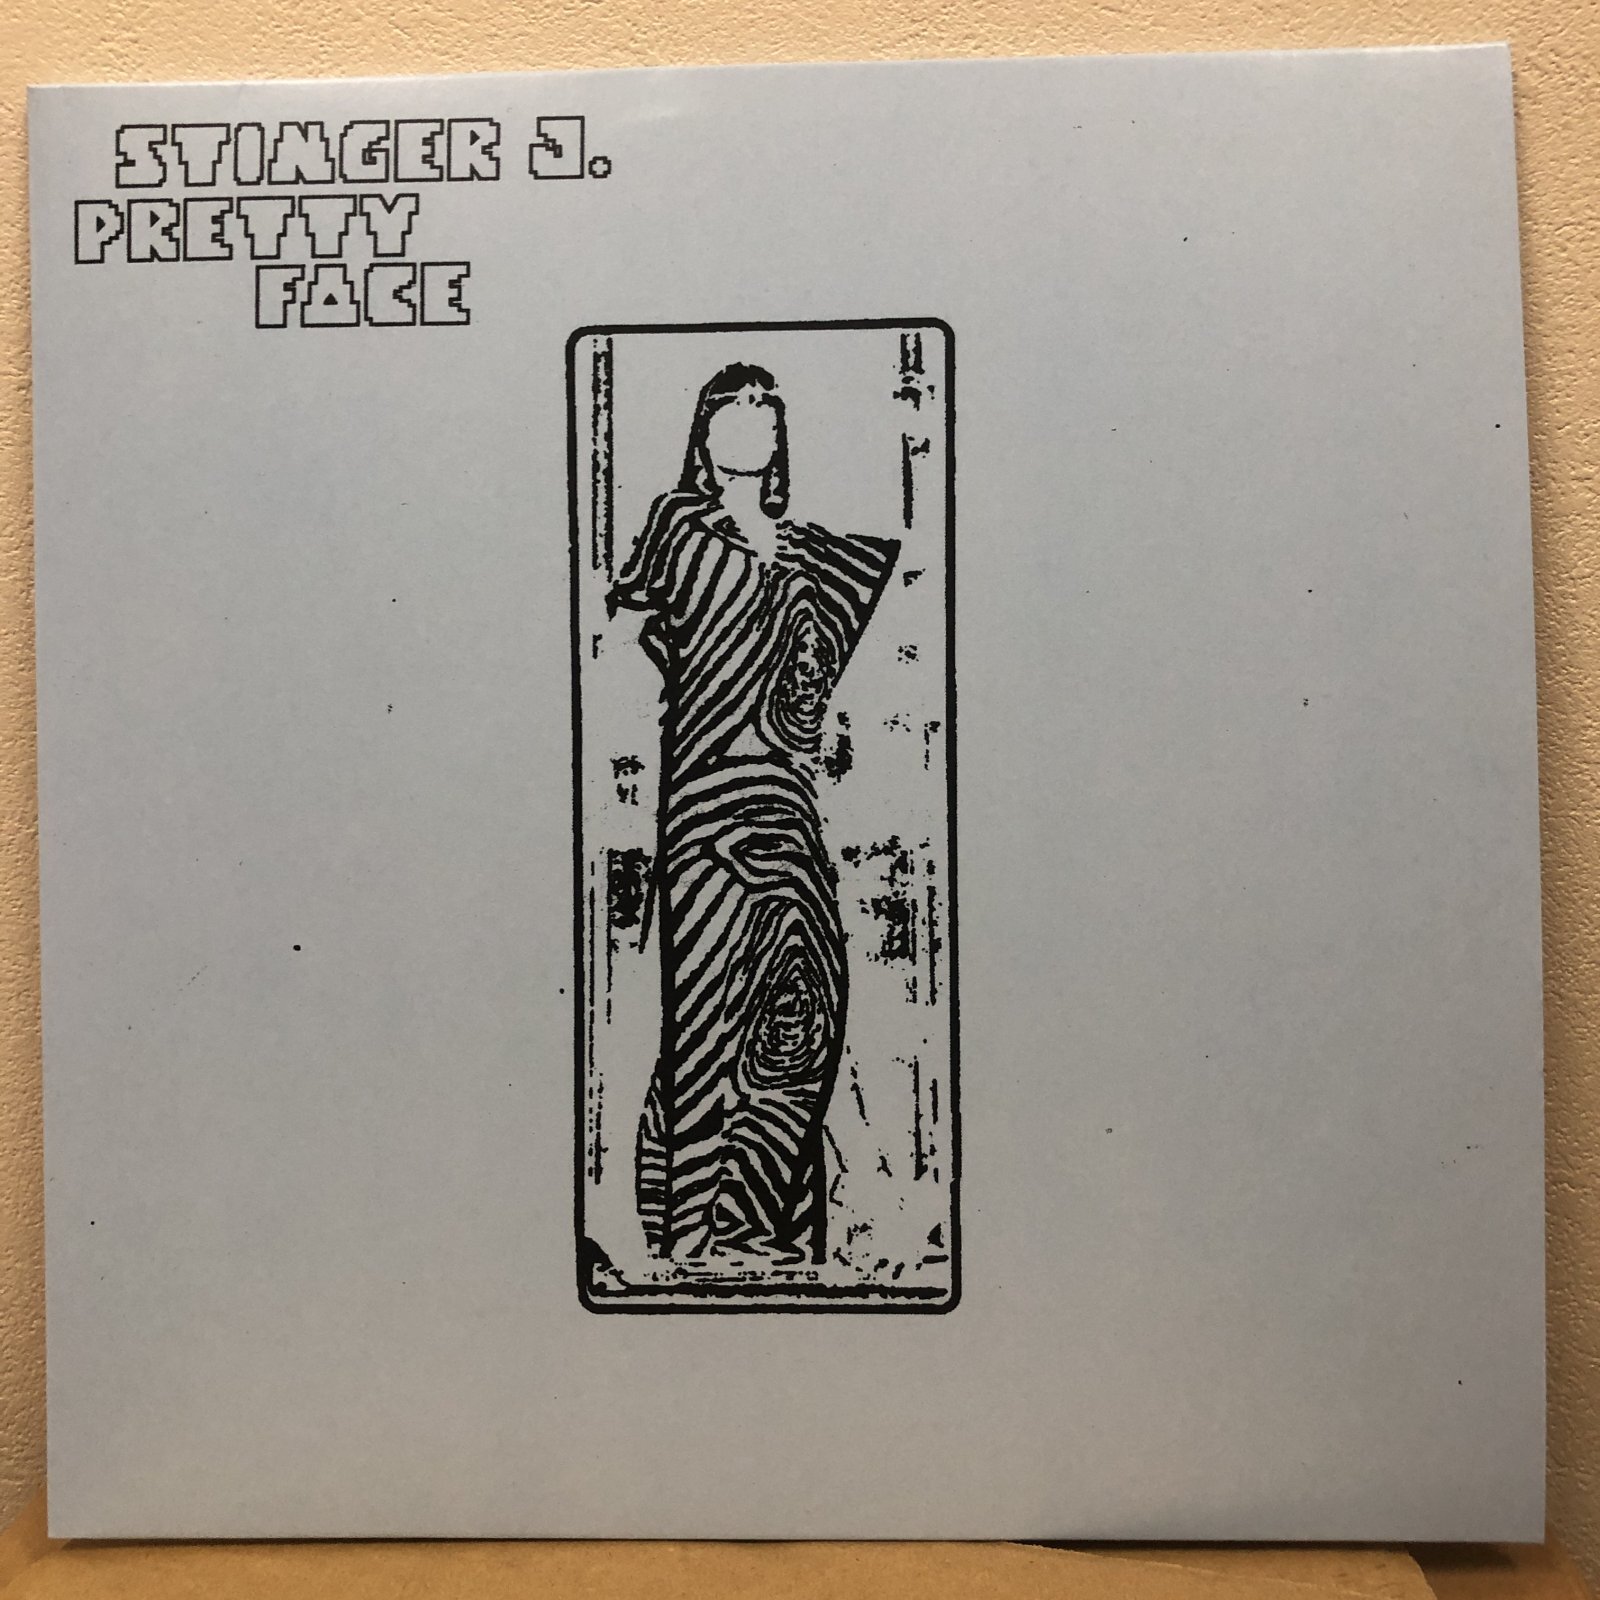 STINGER J.
PRETTY
FACE